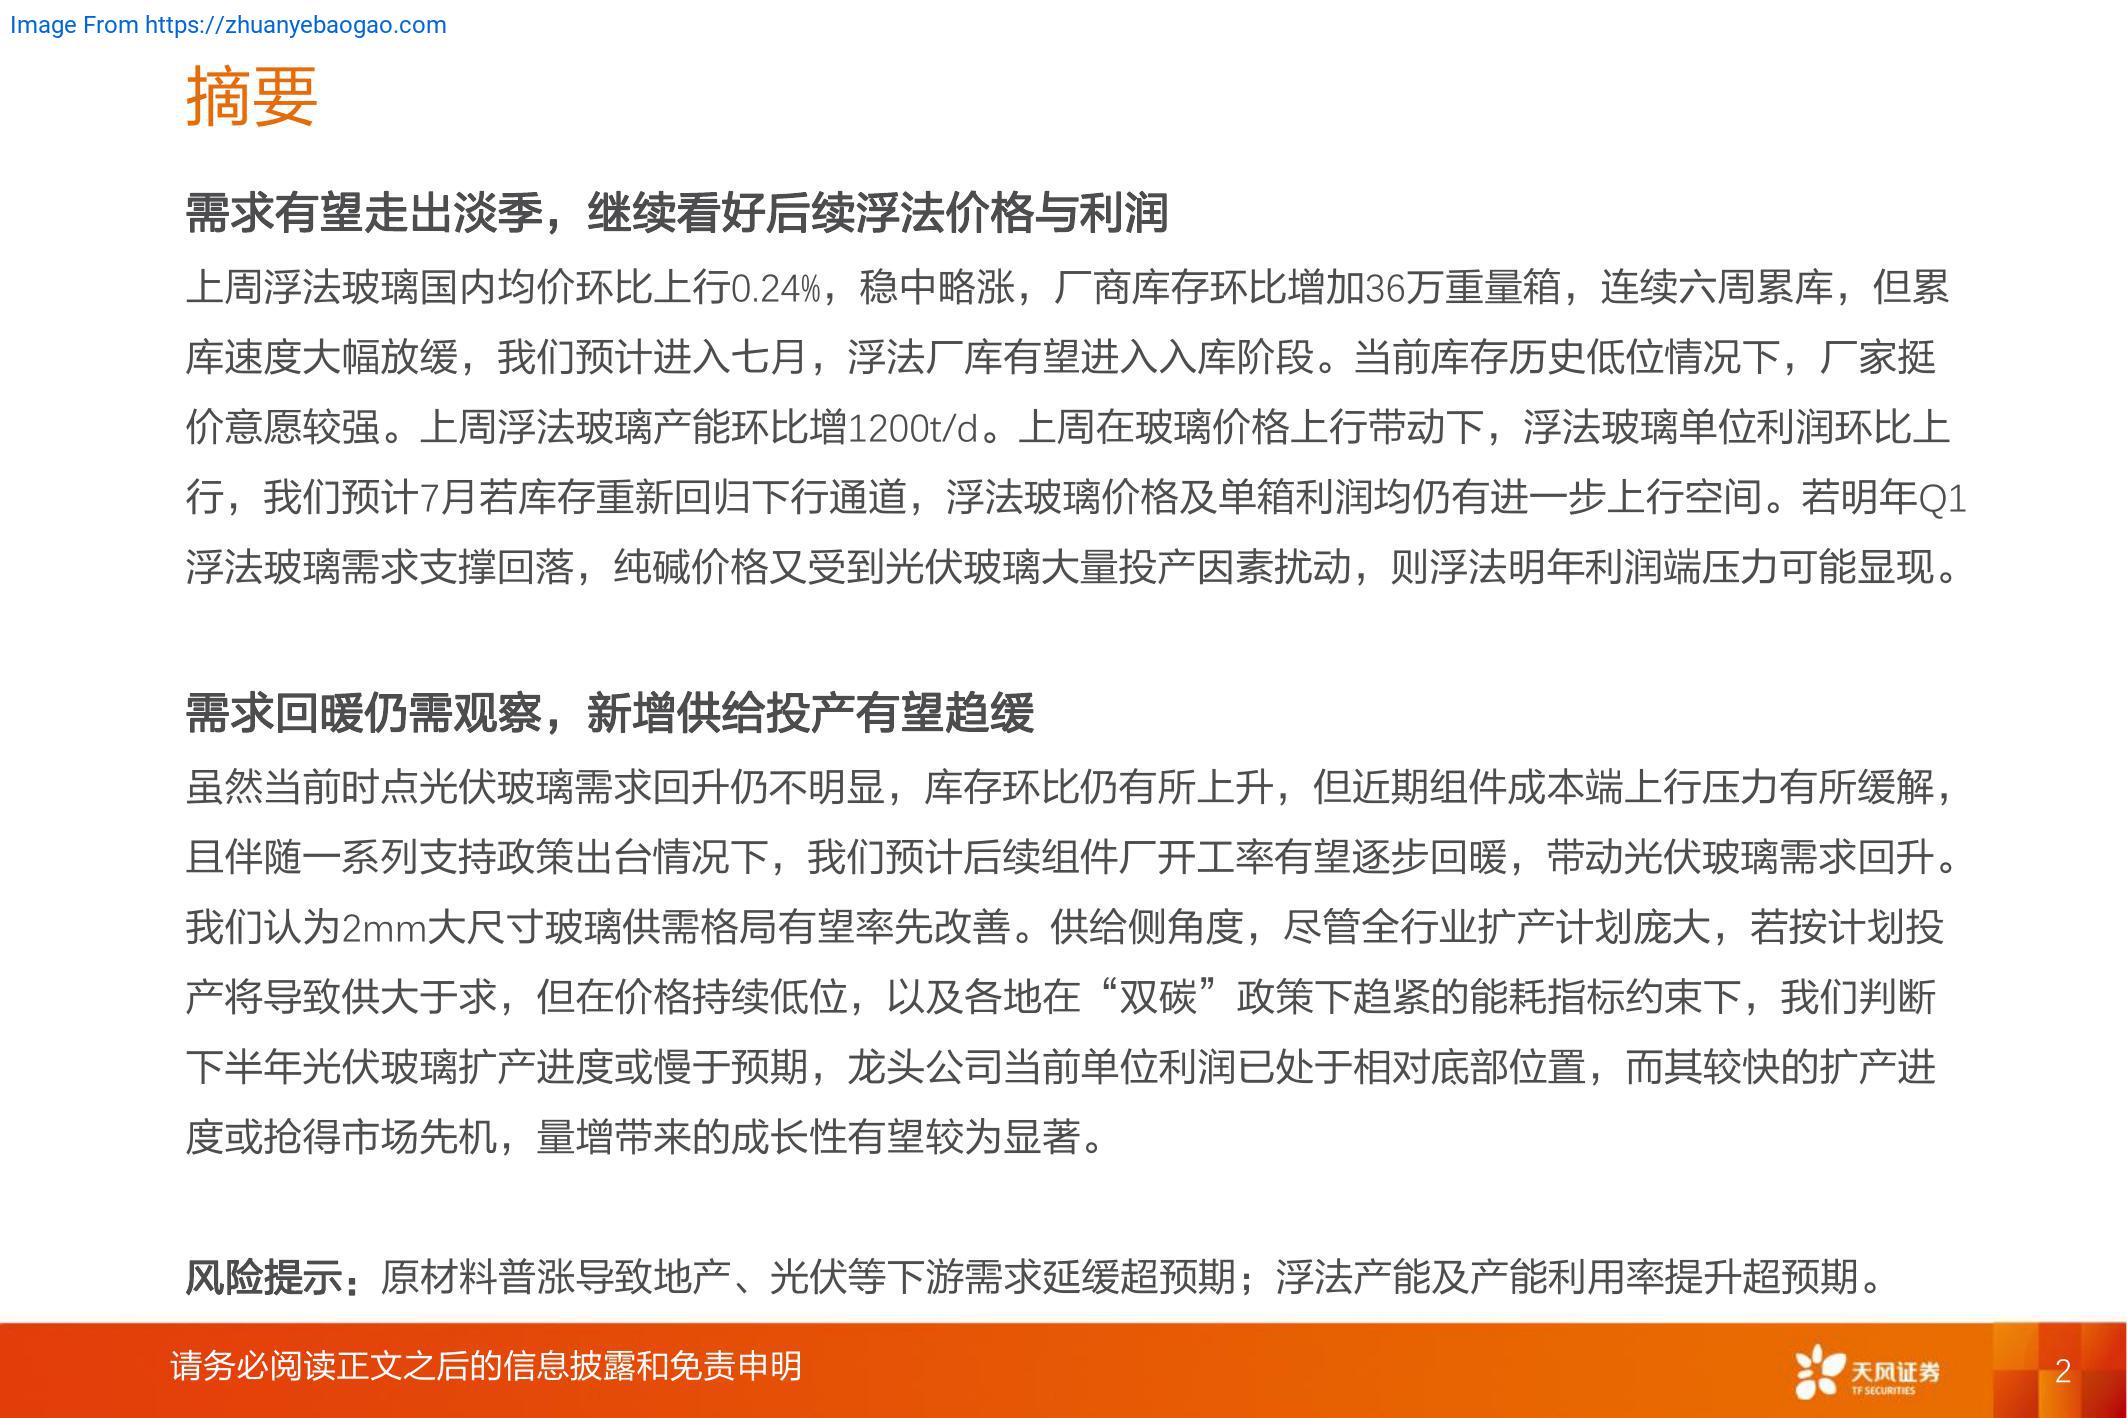 Image From https://zhuanyebaogao.com
摘要
需求有望走出淡季，继续看好后续浮法价格与利润
上周浮法玻璃国内均价环比上行0.24%，稳中略涨，厂商库存环比增加36万重量箱，连续六周累库，但累
库速度大幅放缓，我们预计进入七月，浮法厂库有望进入入库阶段。当前库存历史低位情况下，厂家挺
价意愿较强。上周浮法玻璃产能环比增1200t/d。上周在玻璃价格上行带动下，浮法玻璃单位利润环比上
行，我们预计7月若库存重新回归下行通道，浮法玻璃价格及单箱利润均仍有进一步上行空间。若明年Q1
浮法玻璃需求支撑回落，纯碱价格又受到光伏玻璃大量投产因素扰动，则浮法明年利润端压力可能显现。
需求回暖仍需观察，新增供给投产有望趋缓
虽然当前时点光伏玻璃需求回升仍不明显，库存环比仍有所上升，但近期组件成本端上行压力有所缓解，
且伴随一系列支持政策出台情况下，我们预计后续组件厂开工率有望逐步回暖，带动光伏玻璃需求回升。
我们认为2mm大尺寸玻璃供需格局有望率先改善。供给侧角度，尽管全行业扩产计划庞大，若按计划投
产将导致供大于求，但在价格持续低位，以及各地在“双碳”政策下趋紧的能耗指标约束下，我们判断
下半年光伏玻璃扩产进度或慢于预期，龙头公司当前单位利润已处于相对底部位置，而其较快的扩产进
度或抢得市场先机，量增带来的成长性有望较为显著。
风险提示：原材料普涨导致地产、光伏等下游需求延缓超预期；浮法产能及产能利用率提升超预期。
请务必阅读正文之后的信息披露和免责申明
天风证券
TF SECURITIES
2